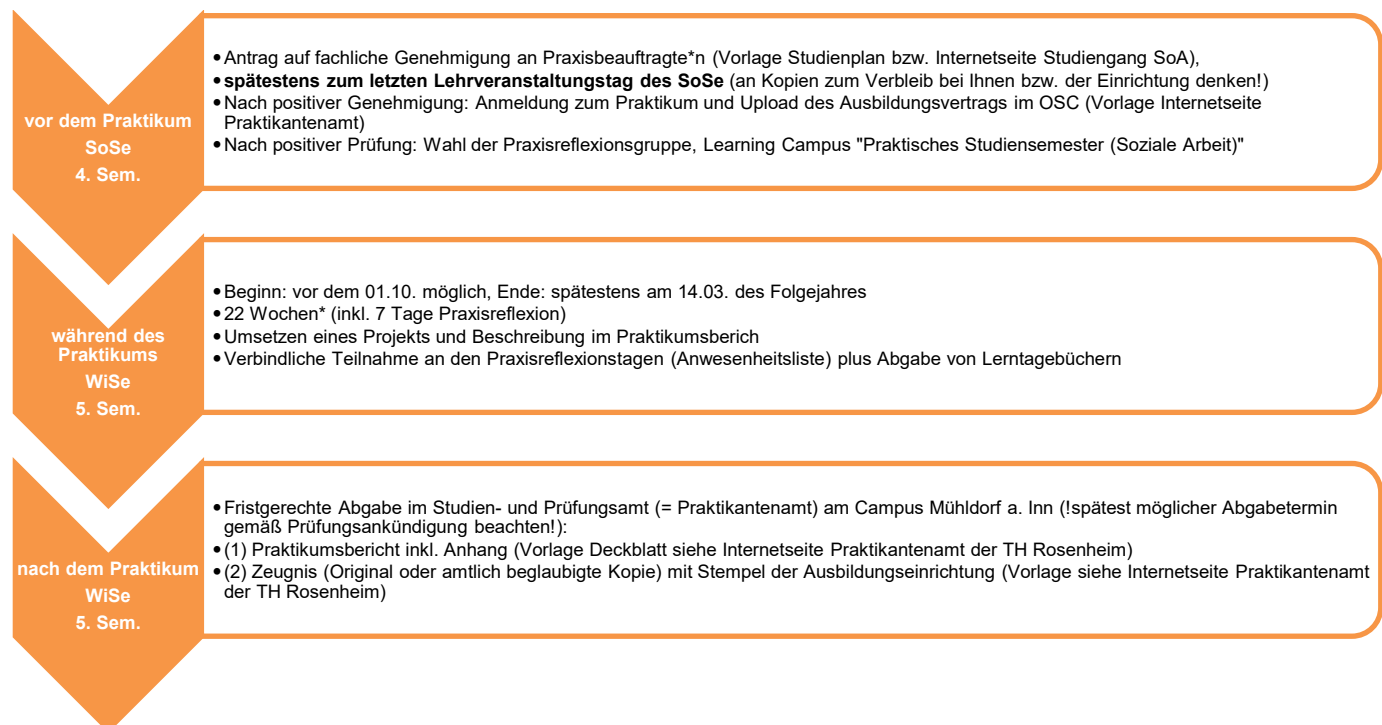 vor dem Praktikum
SoSe
4. Sem.
•Antrag auf fachliche Genehmigung an Praxisbeauftragte*n (Vorlage Studienplan bzw. Internetseite Studiengang SoA),
•spätestens zum letzten Lehrveranstaltungstag des SoSe (an Kopien zum Verbleib bei Ihnen bzw. der Einrichtung denken!)
•Nach positiver Genehmigung: Anmeldung zum Praktikum und Upload des Ausbildungsvertrags im OSC (Vorlage Internetseite
Praktikantenamt)
•Nach positiver Prüfung: Wahl der Praxisreflexionsgruppe, Learning Campus "Praktisches Studiensemester (Soziale Arbeit)"
während des
Praktikums
WiSe
5. Sem.
•Beginn: vor dem 01.10. möglich, Ende: spätestens am 14.03. des Folgejahres
•22 Wochen* (inkl. 7 Tage Praxisreflexion)
•Umsetzen eines Projekts und Beschreibung im Praktikumsberich
•Verbindliche Teilnahme an den Praxisreflexionstagen (Anwesenheitsliste) plus Abgabe von Lerntagebüchern
nach dem Praktikum
WiSe
5. Sem.
•Fristgerechte Abgabe im Studien- und Prüfungsamt (= Praktikantenamt) am Campus Mühldorf a. Inn (!spätest möglicher Abgabetermin
gemäß Prüfungsankündigung beachten!):
•(1) Praktikumsbericht inkl. Anhang (Vorlage Deckblatt siehe Internetseite Praktikantenamt der TH Rosenheim)
•(2) Zeugnis (Original oder amtlich beglaubigte Kopie) mit Stempel der Ausbildungseinrichtung (Vorlage siehe Internetseite Praktikantenamt
der TH Rosenheim)